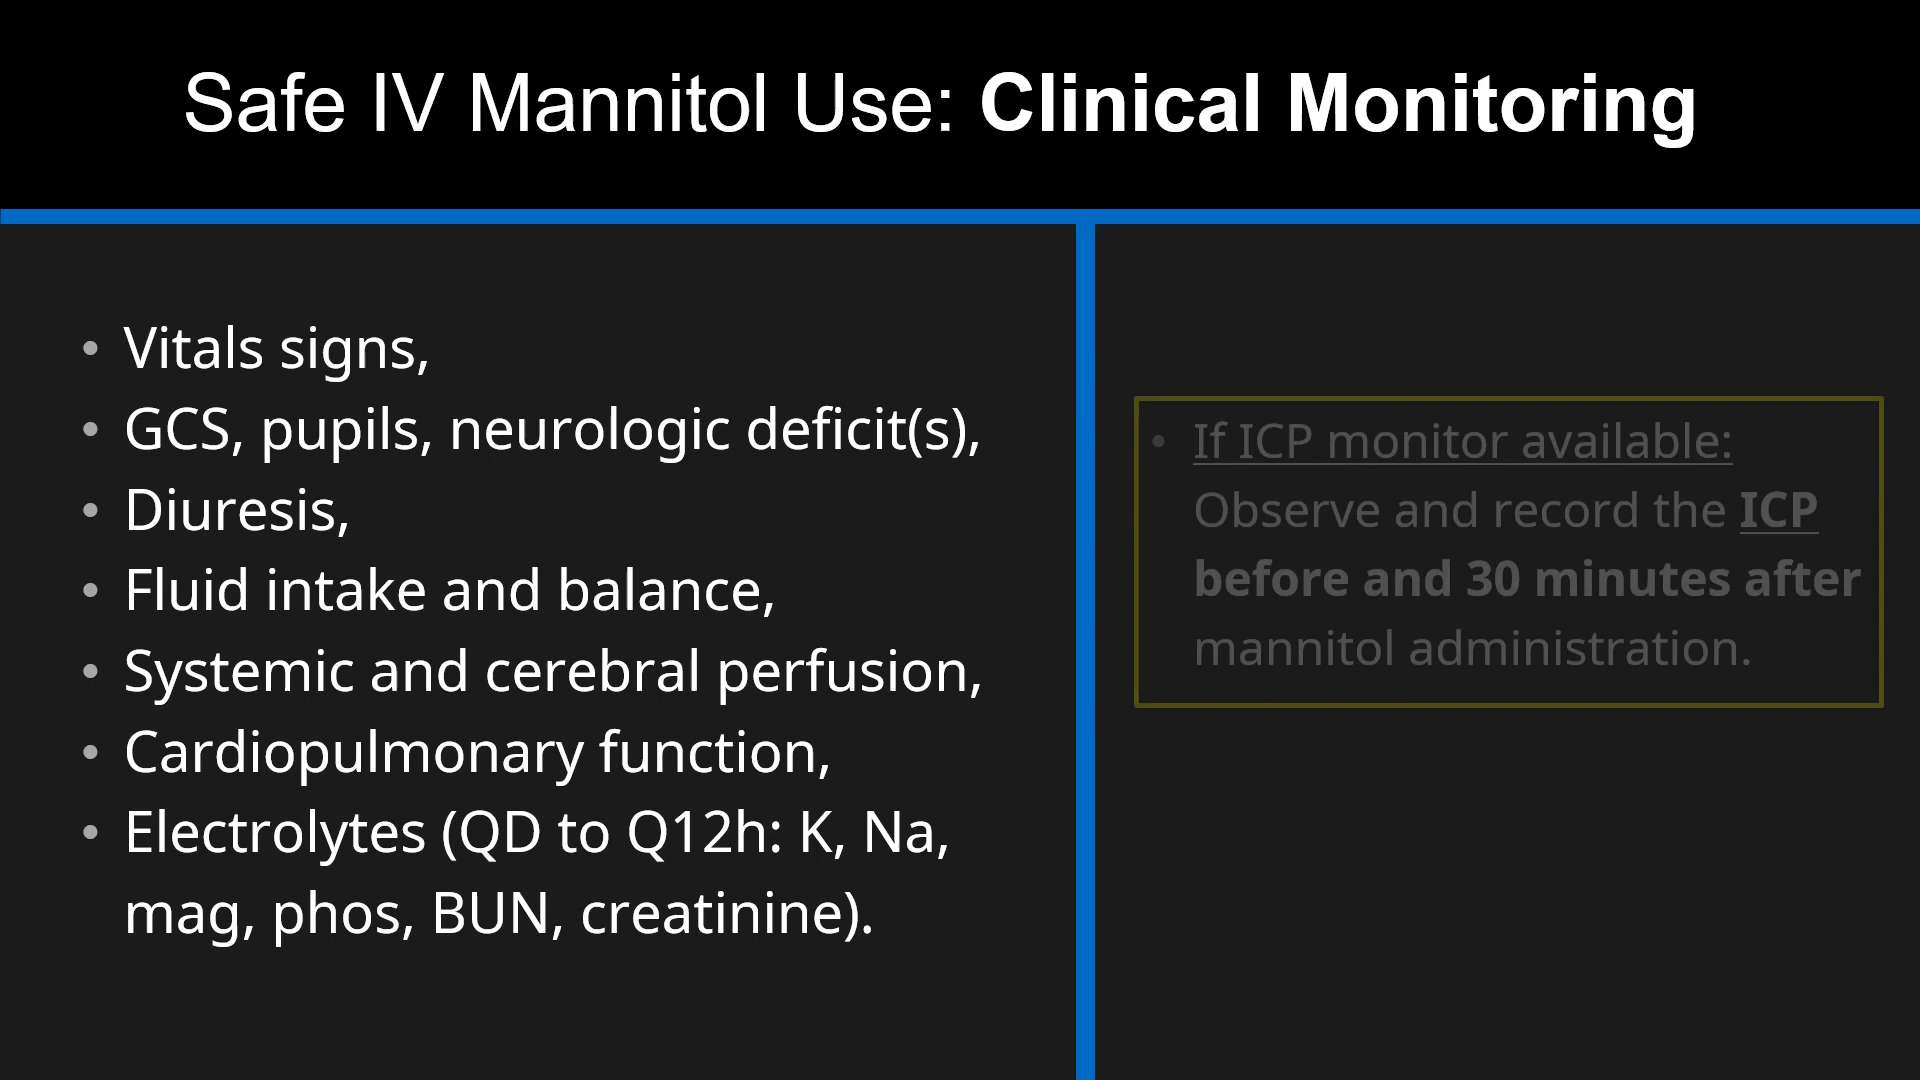 Safe IV Mannitol Use: Clinical Monitoring
• Vitals signs,
• GCS, pupils, neurologic deficit(s),
• Diuresis,
• Fluid intake and balance,
• Systemic and cerebral perfusion,
• Cardiopulmonary function,
• Electrolytes (QD to Q12h: K, Na,
mag, phos, BUN, creatinine).
• If ICP monitor available:
Observe and record the ICP
before and 30 minutes after
mannitol administration.